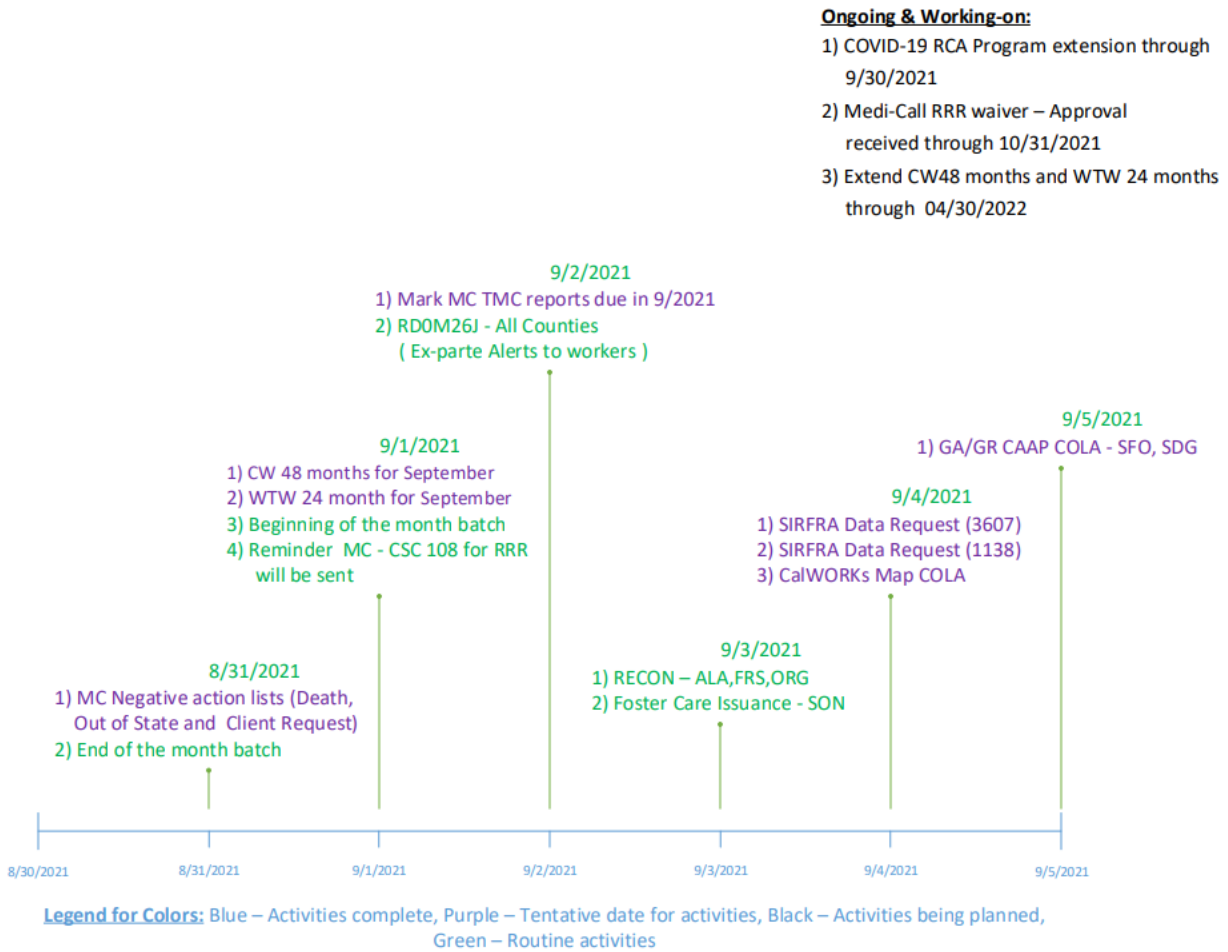 Ongoing & Working-on:
1) COVID-19 RCA Program extension through
9/30/2021
2) Medi-Call RRR waiver – Approval
received through 10/31/2021
3) Extend CW48 months and WTW 24 months
through 04/30/2022
9/2/2021
1) Mark MC TMC reports due in 9/2021
2) RD0M26J - All Counties
( Ex-parte Alerts to workers )
9/5/2021
1) GA/GR CAAP COLA - SFO, SDG
9/1/2021
1) CW 48 months for September
2) WTW 24 month for September
3) Beginning of the month batch
4) Reminder MC - CSC 108 for RRR
will be sent
9/4/2021
1) SIRFRA Data Request (3607)
2) SIRFRA Data Request (1138)
3) CalWORKs Map COLA
9/3/2021
1) RECON – ALA,FRS,ORG
2) Foster Care Issuance - SON
8/31/2021
1) MC Negative action lists (Death,
Out of State and Client Request)
2) End of the month batch
8/30/2021
8/31/2021
9/1/2021
9/2/2021
9/3/2021
9/4/2021
9/5/2021
Legend for Colors: Blue – Activities complete, Purple – Tentative date for activities, Black – Activities being planned,
Green – Routine activities